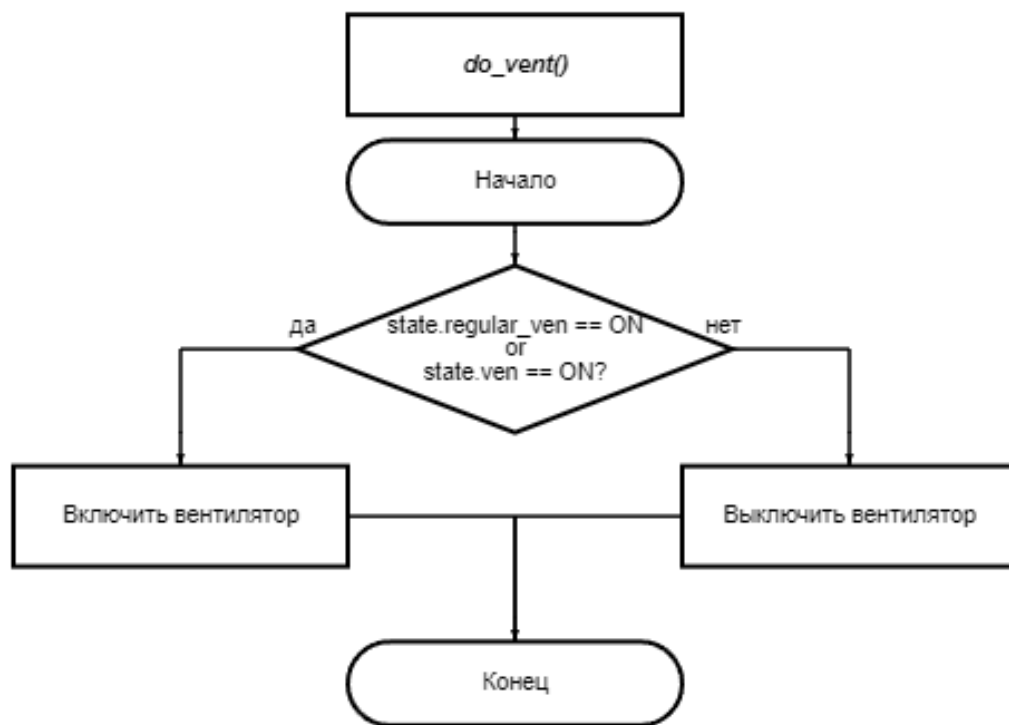 do_vent()
Начало
да
state.regular_ven == ON
нет
or
state.ven == ON?
Включить вентилятор
Выключить вентилятор
Конец